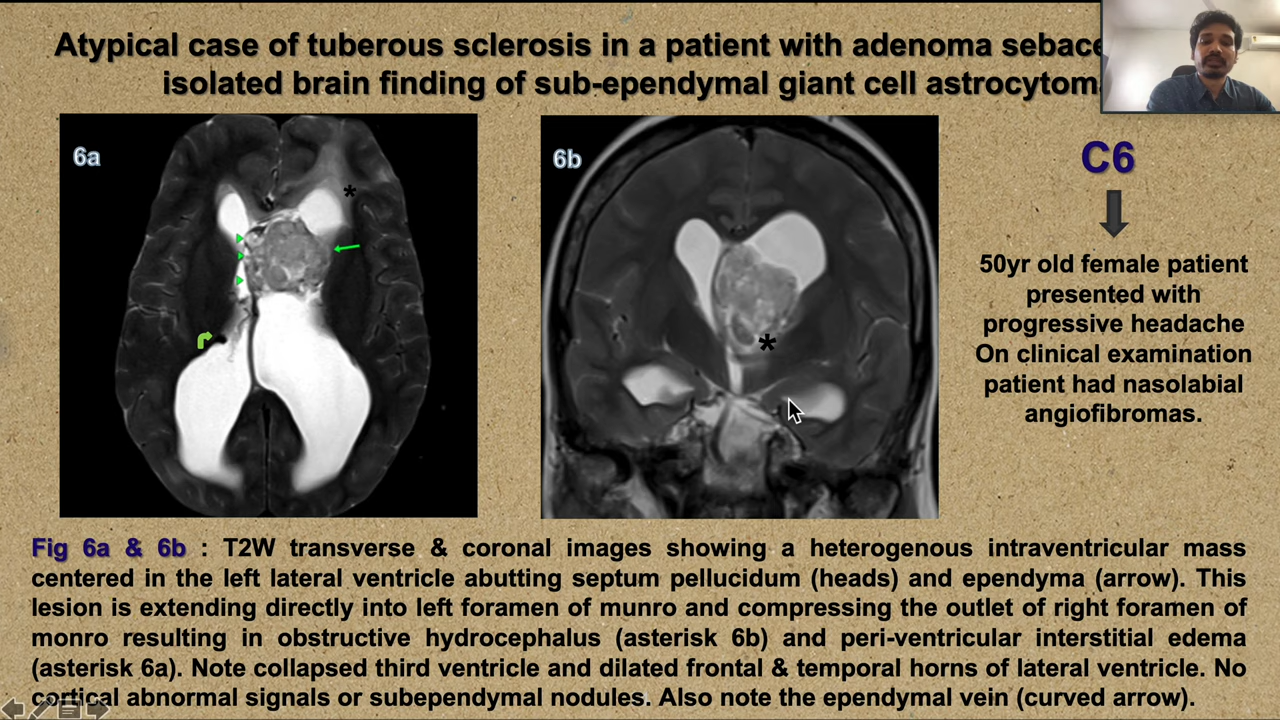 Atypical case of tuberous sclerosis in a patient with adenoma
isolated brain finding of sub-ependymal giant cell
6a
*
6b
*
C6
50yr old female patient
presented with
progressive headache
On clinical examination
patient had nasolabial
angiofibromas.
Fig 6a & 6b : T2W transverse & coronal images showing a heterogenous intraventricular mass
centered in the left lateral ventricle abutting septum pellucidum (heads) and ependyma (arrow). This
lesion is extending directly into left foramen of munro and compressing the outlet of right foramen of
monro resulting in obstructive hydrocephalus (asterisk 6b) and peri-ventricular interstitial edema
(asterisk 6a). Note collapsed third ventricle and dilated frontal & temporal horns of lateral ventricle. No
cortical abnormal signals or subependymal nodules. Also note the ependymal vein (curved arrow).